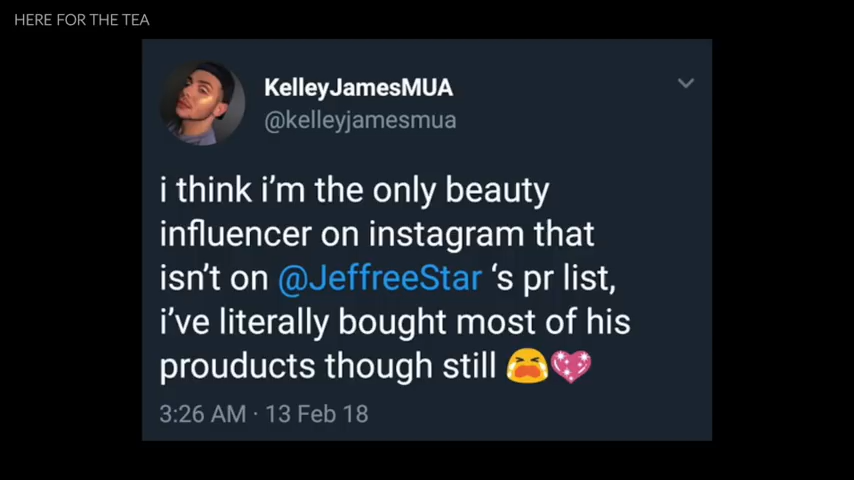 HERE FOR THE TEA
KelleyJamesMUA
@kelleyjamesmua
i think i’m the only beauty
influencer on instagram that
isn’t on @JeffreeStar ‘s pr list,
i’ve literally bought most of his
prouducts though still 😭💖
3:26 AM · 13 Feb 18